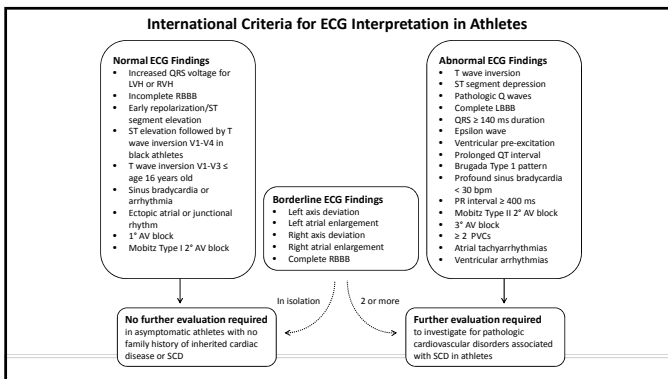 International Criteria for ECG Interpretation in Athletes
Normal ECG Findings
• Increased QRS voltage for
LVH or RVH
• Incomplete RBBB
• Early repolarization/ST
segment elevation
• ST elevation followed by T
wave inversion V1-V4 in
black athletes
• T wave inversion V1-V3 ≤
age 16 years old
• Sinus bradycardia or
arrhythmia
• Ectopic atrial or junctional
rhythm
• 1° AV block
• Mobitz Type I 2° AV block
Borderline ECG Findings
• Left axis deviation
• Left atrial enlargement
• Right axis deviation
• Right atrial enlargement
• Complete RBBB
Abnormal ECG Findings
• T wave inversion
• ST segment depression
• Pathologic Q waves
• Complete LBBB
• QRS ≥ 140 ms duration
• Epsilon wave
• Ventricular pre-excitation
• Prolonged QT interval
• Brugada Type 1 pattern
• Profound sinus bradycardia
< 30 bpm
• PR interval ≥ 400 ms
• Mobitz Type II 2° AV block
• 3° AV block
• ≥ 2 PVCs
• Atrial tachyarrhythmias
• Ventricular arrhythmias
In isolation
2 or more
No further evaluation required
in asymptomatic athletes with no
family history of inherited cardiac
disease or SCD
Further evaluation required
to investigate for pathologic
cardiovascular disorders associated
with SCD in athletes